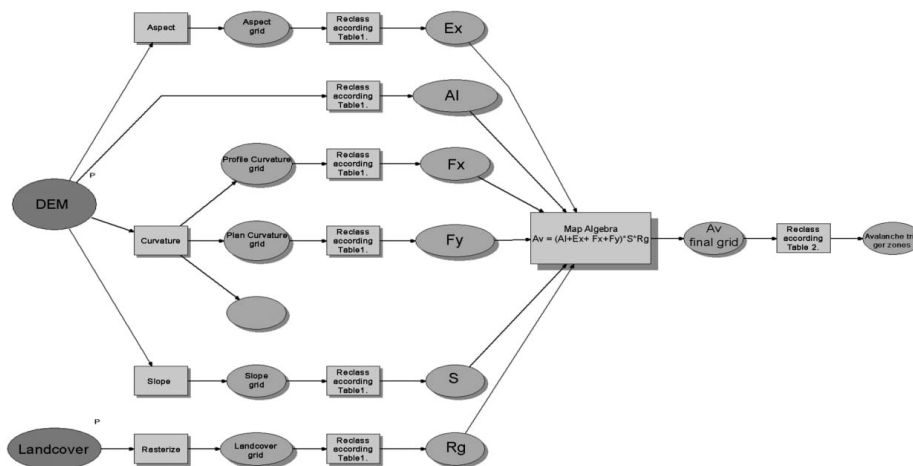 Aspect
Aspect
grid
Reclass
according
Table1.
Ex
Reclass
according
Table1.
Al
P
DEM
Profile Curvature
grid
Reclass
according
Table1.
Fx
Curvature
Plan Curvature
grid
Reclass
according
Table1.
Fy
Map Algebra
Av = (Al+Ex+ Fx+Fy)*S*Rg
Av
final grid
Reclass
according
Table 2.
Avalanche trig
ger zones
Slope
Slope
grid
Reclass
according
Table1.
S
P
Landcover
Rasterize
Landcover
grid
Reclass
according
Table1.
Rg